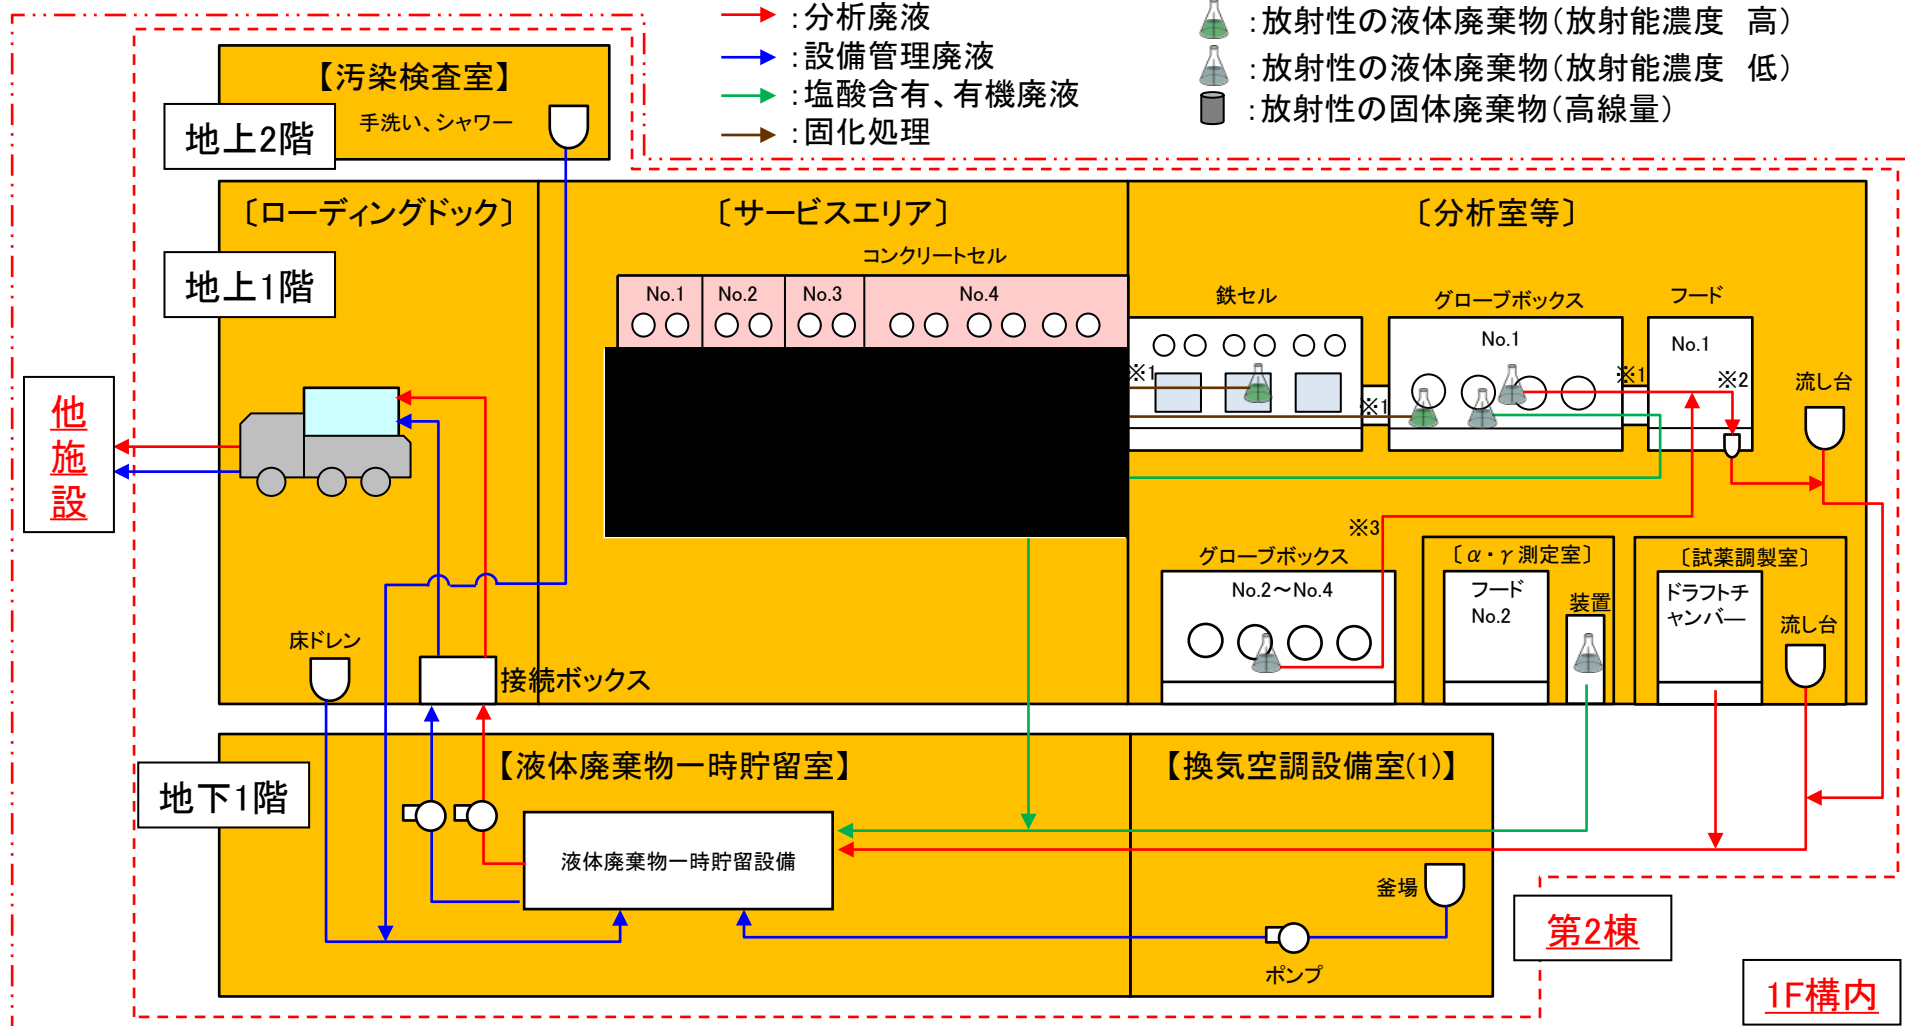 :分析廃液
:設備管理廃液
:塩酸含有、有機廃液
:固化処理
:放射性の液体廃棄物(放射能濃度 高)
:放射性の液体廃棄物(放射能濃度 低)
:放射性の固体廃棄物(高線量)
【汚染検査室】
手洗い、シャワー
地上2階
〔ローディングドック〕
〔サービスエリア〕
〔分析室等〕
地上1階
コンクリートセル
No.1
No.2
No.3
No.4
鉄セル
グローブボックス
No.1
フード
No.1
※1
※1
※1
※2
流し台
他施設
※3
グローブボックス
No.2~No.4
〔α・γ測定室〕
フード
No.2
装置
〔試薬調製室〕
ドラフトチ
ャンバー
流し台
床ドレン
接続ボックス
地下1階
【液体廃棄物一時貯留室】
【換気空調設備室(1)】
液体廃棄物一時貯留設備
釜場
ポンプ
第2棟
1F構内